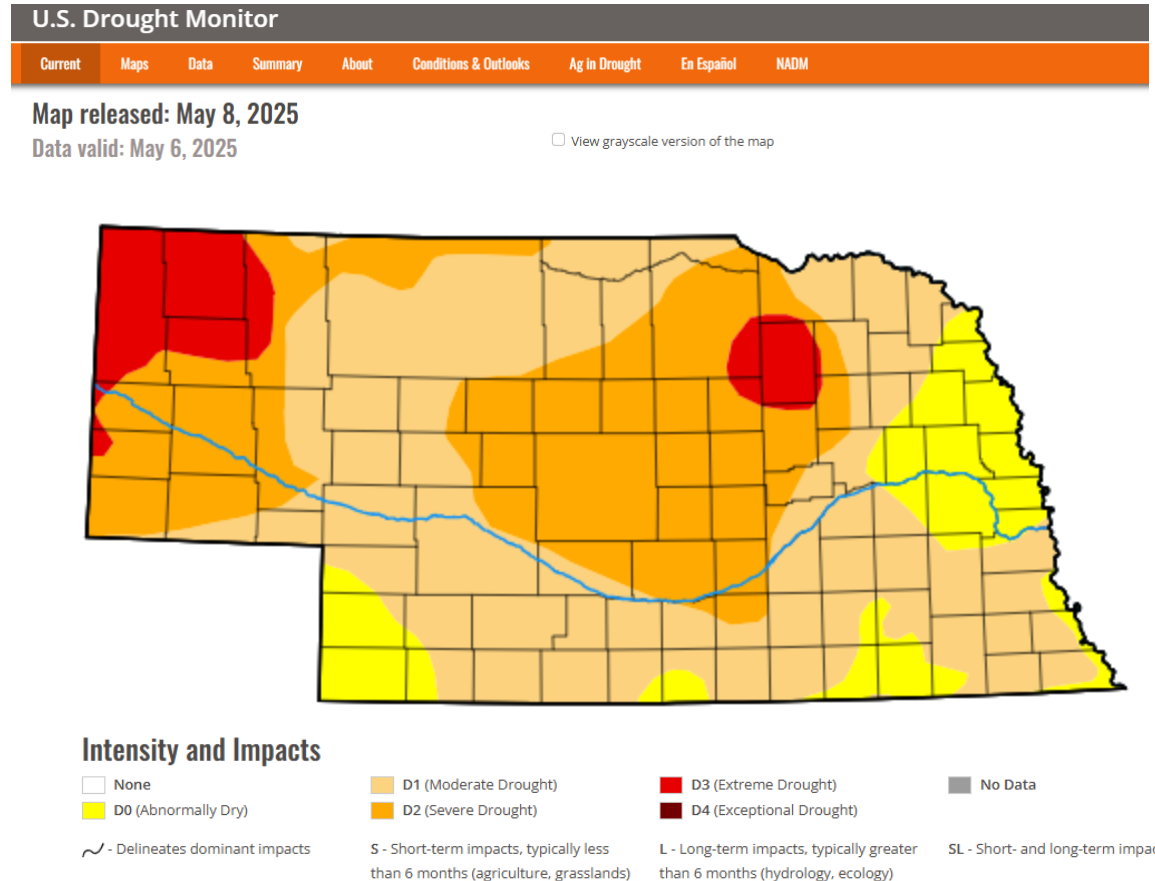 U.S. Drought Monitor
Current Maps Data Summary About Conditions & Outlooks Ag in Drought En Español NADM
Map released: May 8, 2025
Data valid: May 6, 2025
View grayscale version of the map
Intensity and Impacts
None
D0 (Abnormally Dry)
D1 (Moderate Drought)
D2 (Severe Drought)
D3 (Extreme Drought)
D4 (Exceptional Drought)
No Data
- Delineates dominant impacts
S - Short-term impacts, typically less
than 6 months (agriculture, grasslands)
L - Long-term impacts, typically greater
than 6 months (hydrology, ecology)
SL - Short- and long-term impac